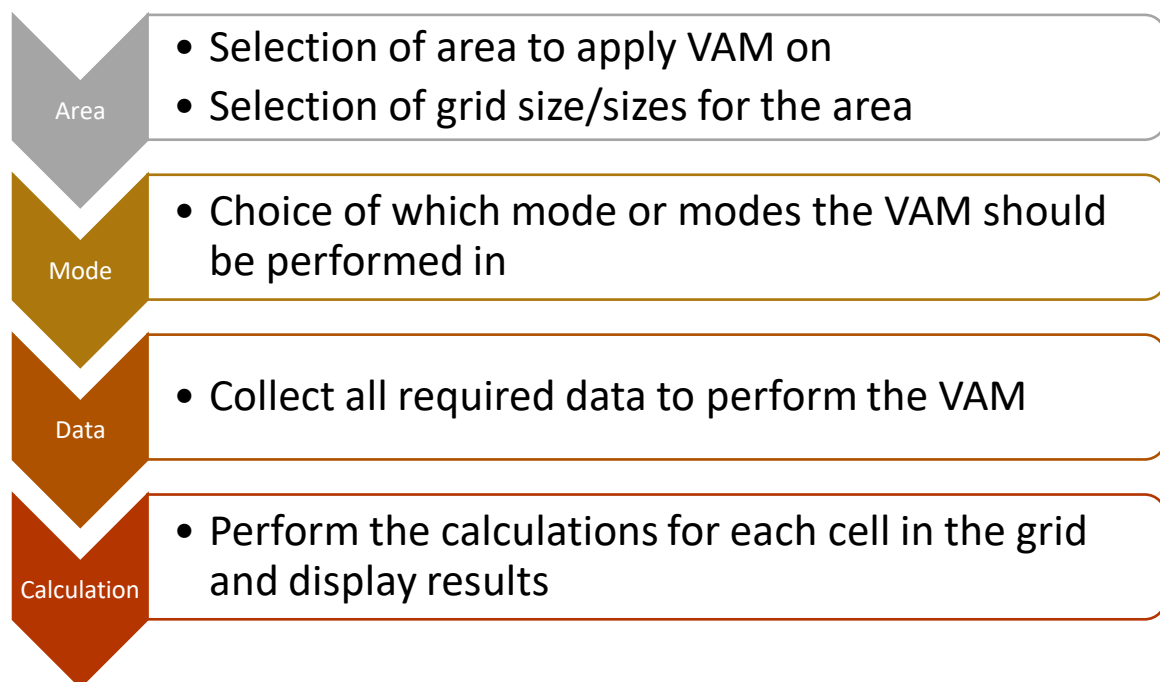 Area
• Selection of area to apply VAM on
• Selection of grid size/sizes for the area
Mode
• Choice of which mode or modes the VAM should
be performed in
Data
• Collect all required data to perform the VAM
Calculation
• Perform the calculations for each cell in the grid
and display results